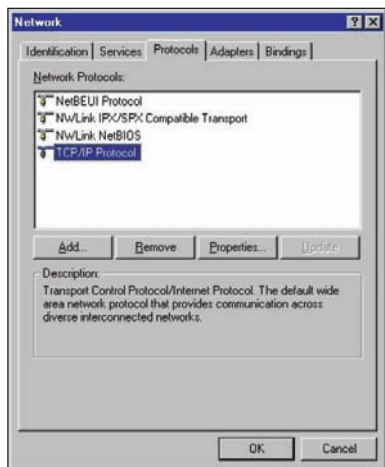 Network
Identification Services Protocols Adapters Bindings
Network Protocols:
NetBEUI Protocol
NWLink IPX/SPX Compatible Transport
NWLink NetBIOS
TCP/IP Protocol
Add... Remove Properties... Update
Description:
Transport Control Protocol/Internet Protocol. The default wide
area network protocol that provides communication across
diverse interconnected networks.
OK Cancel